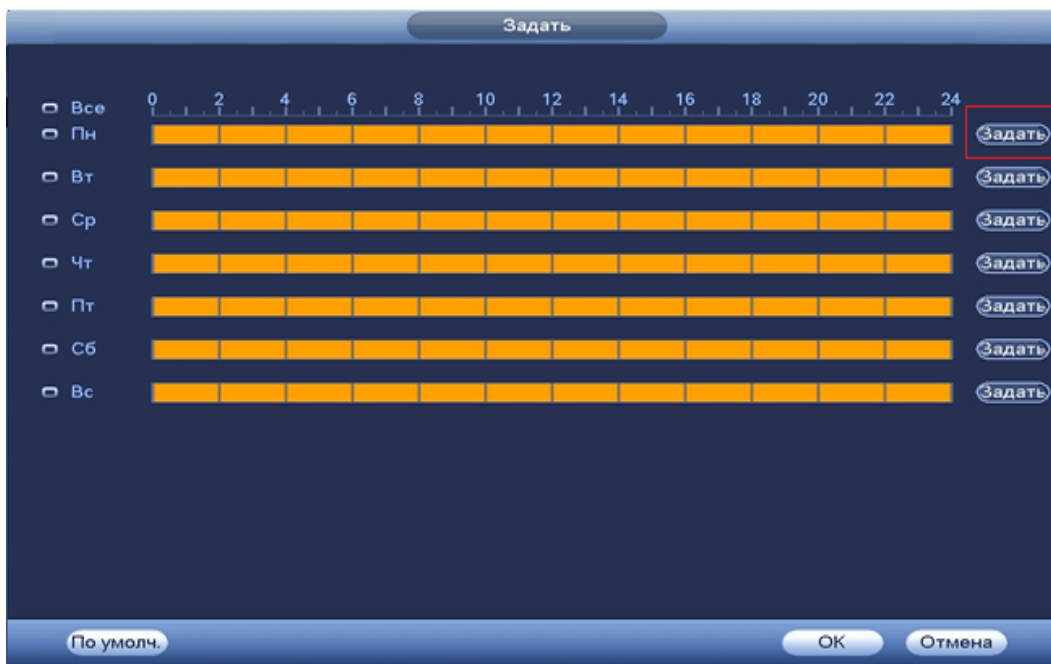 Задать
Все 0 2 4 6 8 10 12 14 16 18 20 22 24
Пн Задать
Вт Задать
Ср Задать
Чт Задать
Пт Задать
Сб Задать
Вс Задать
По умолч. OK Отмена